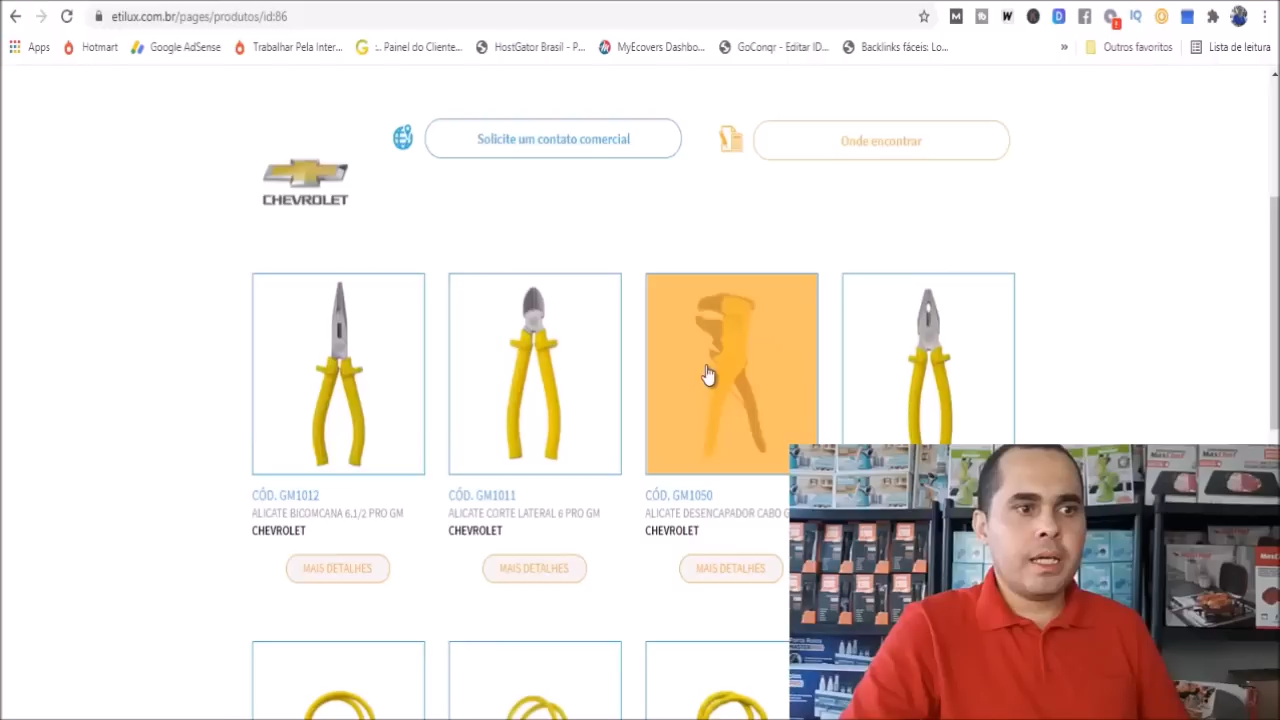 etilux.com.br/pages/produtos/id:86
Apps
Hotmart
Google AdSense
Trabalhar Pela Inter...
:.. Painel do Cliente...
HostGator Brasil - P...
MyEcovers Dashbo...
GoConqr - Editar ID...
Backlinks fáceis: Lo...
»
Outros favoritos
Lista de leitura
Solicite um contato comercial
Onde encontrar
CHEVROLET
CÓD. GM1012
ALICATE BICOMCANA 6.1/2 PRO GM
CHEVROLET
MAIS DETALHES
CÓD. GM1011
ALICATE CORTE LATERAL 6 PRO GM
CHEVROLET
MAIS DETALHES
CÓD. GM1050
ALICATE DESENCAPADOR CABO G
CHEVROLET
MAIS DETALHES
MaxChef